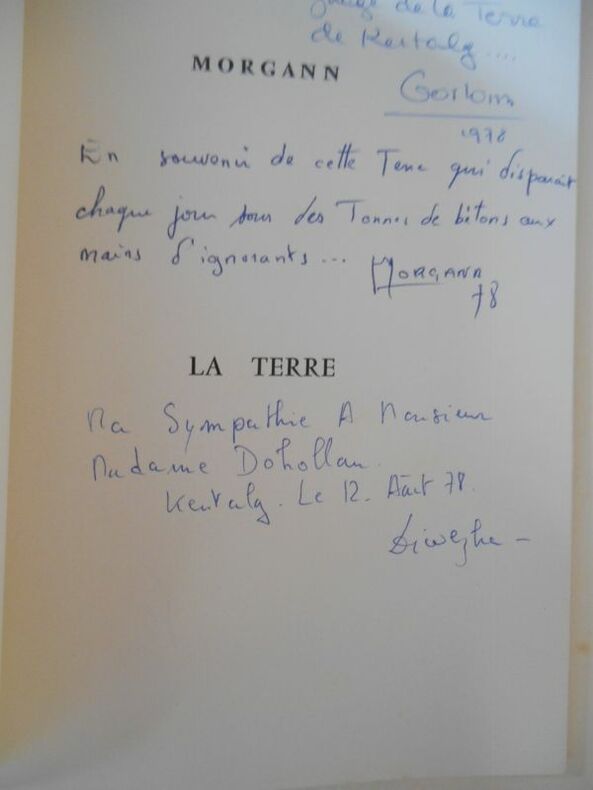 de la Terre
de Kertalg....
MORGANN
Gorlom
1978
En souvenir de cette Terre qui disparait
chaque jour sous des Tonnes de bétons aux
mains d'ignorants...
MORGANN
78
LA TERRE
Ma Sympathie A Monsieur
Madame Dohollau.
Kertalg. Le 12. Août 78.